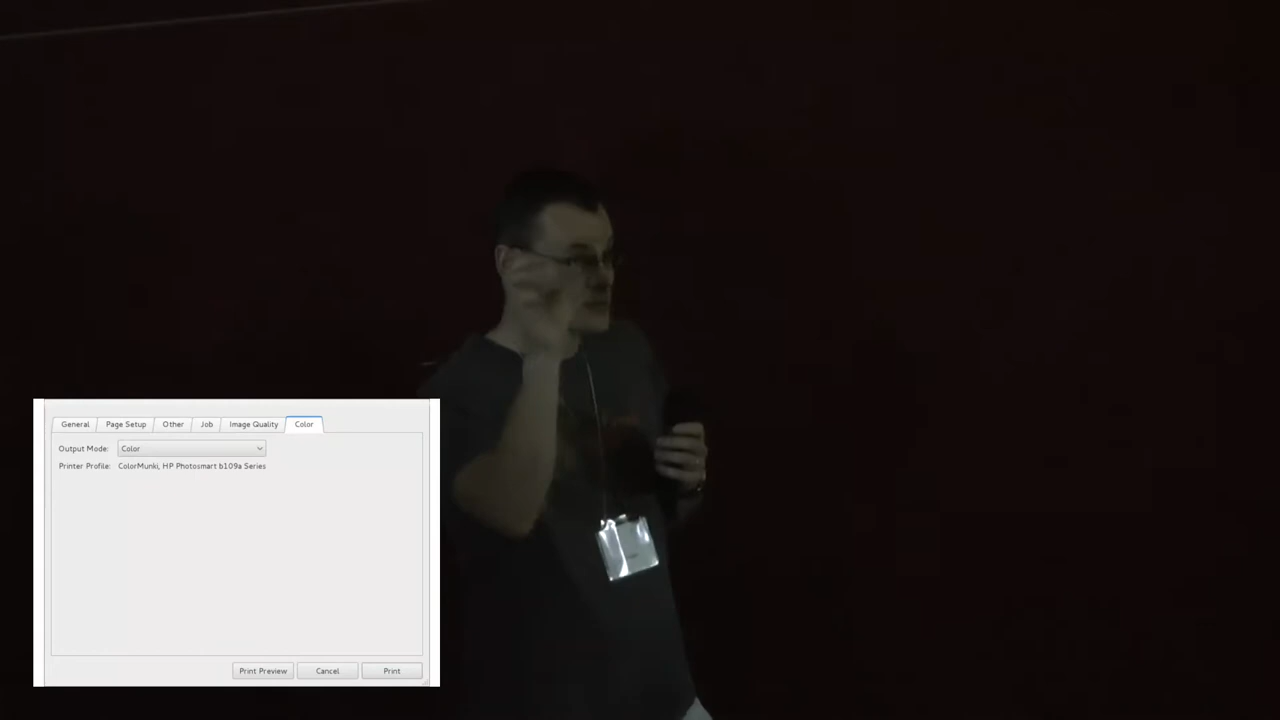 General Page Setup Other Job Image Quality Color
Output Mode: Color
Printer Profile: ColorMunki, HP Photosmart b109a Series
Print Preview Cancel Print